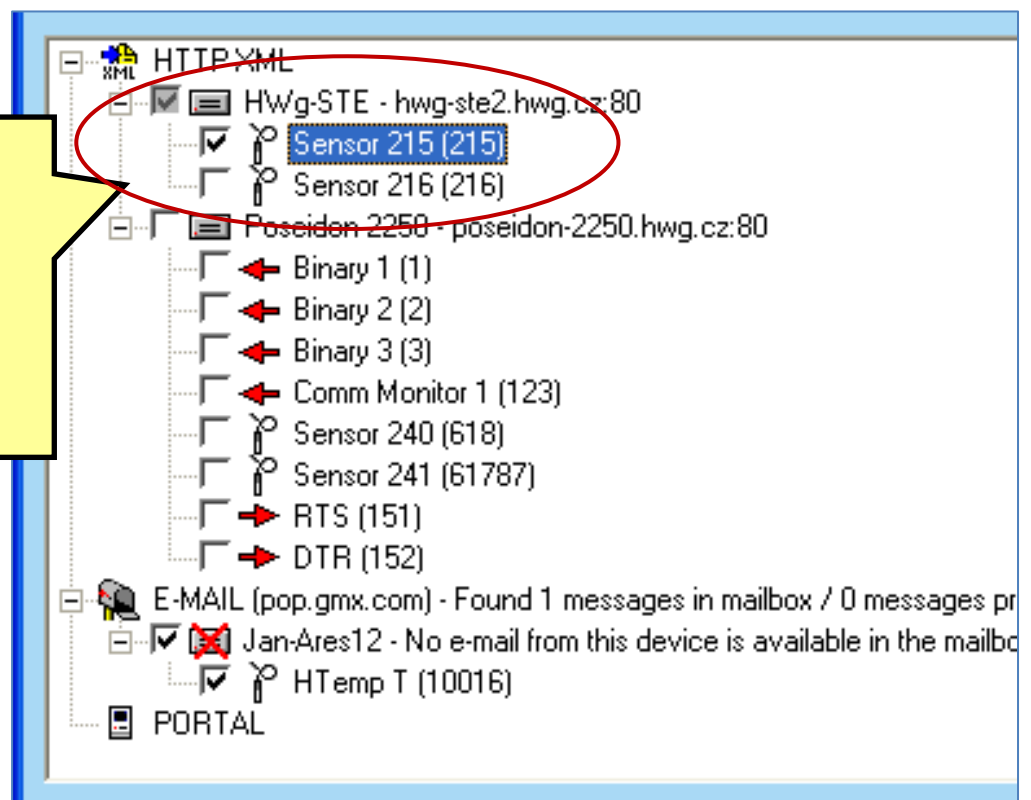 XML HTTP XML
HWg-STE - hwg-ste2.hwg.cz:80
Sensor 215 (215)
Sensor 216 (216)
Poseidon 2250 - poseidon-2250.hwg.cz:80
Binary 1 (1)
Binary 2 (2)
Binary 3 (3)
Comm Monitor 1 (123)
Sensor 240 (618)
Sensor 241 (61787)
RTS (151)
DTR (152)
E-MAIL (pop.gmx.com) - Found 1 messages in mailbox / 0 messages pr
Jan-Ares12 - No e-mail from this device is available in the mailbo
HTemp T (10016)
PORTAL